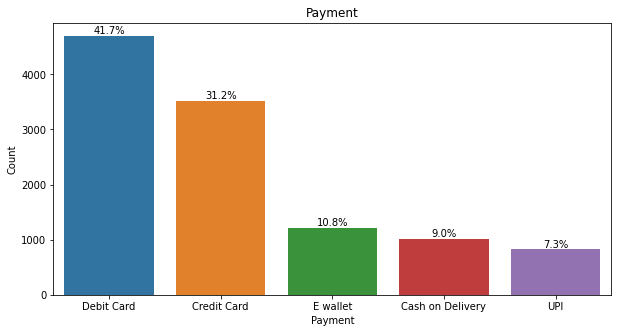 Payment
41.7%
31.2%
10.8%
9.0%
7.3%
4000
3000
2000
1000
0
Count
Debit Card
Credit Card
E wallet
Cash on Delivery
UPI
Payment